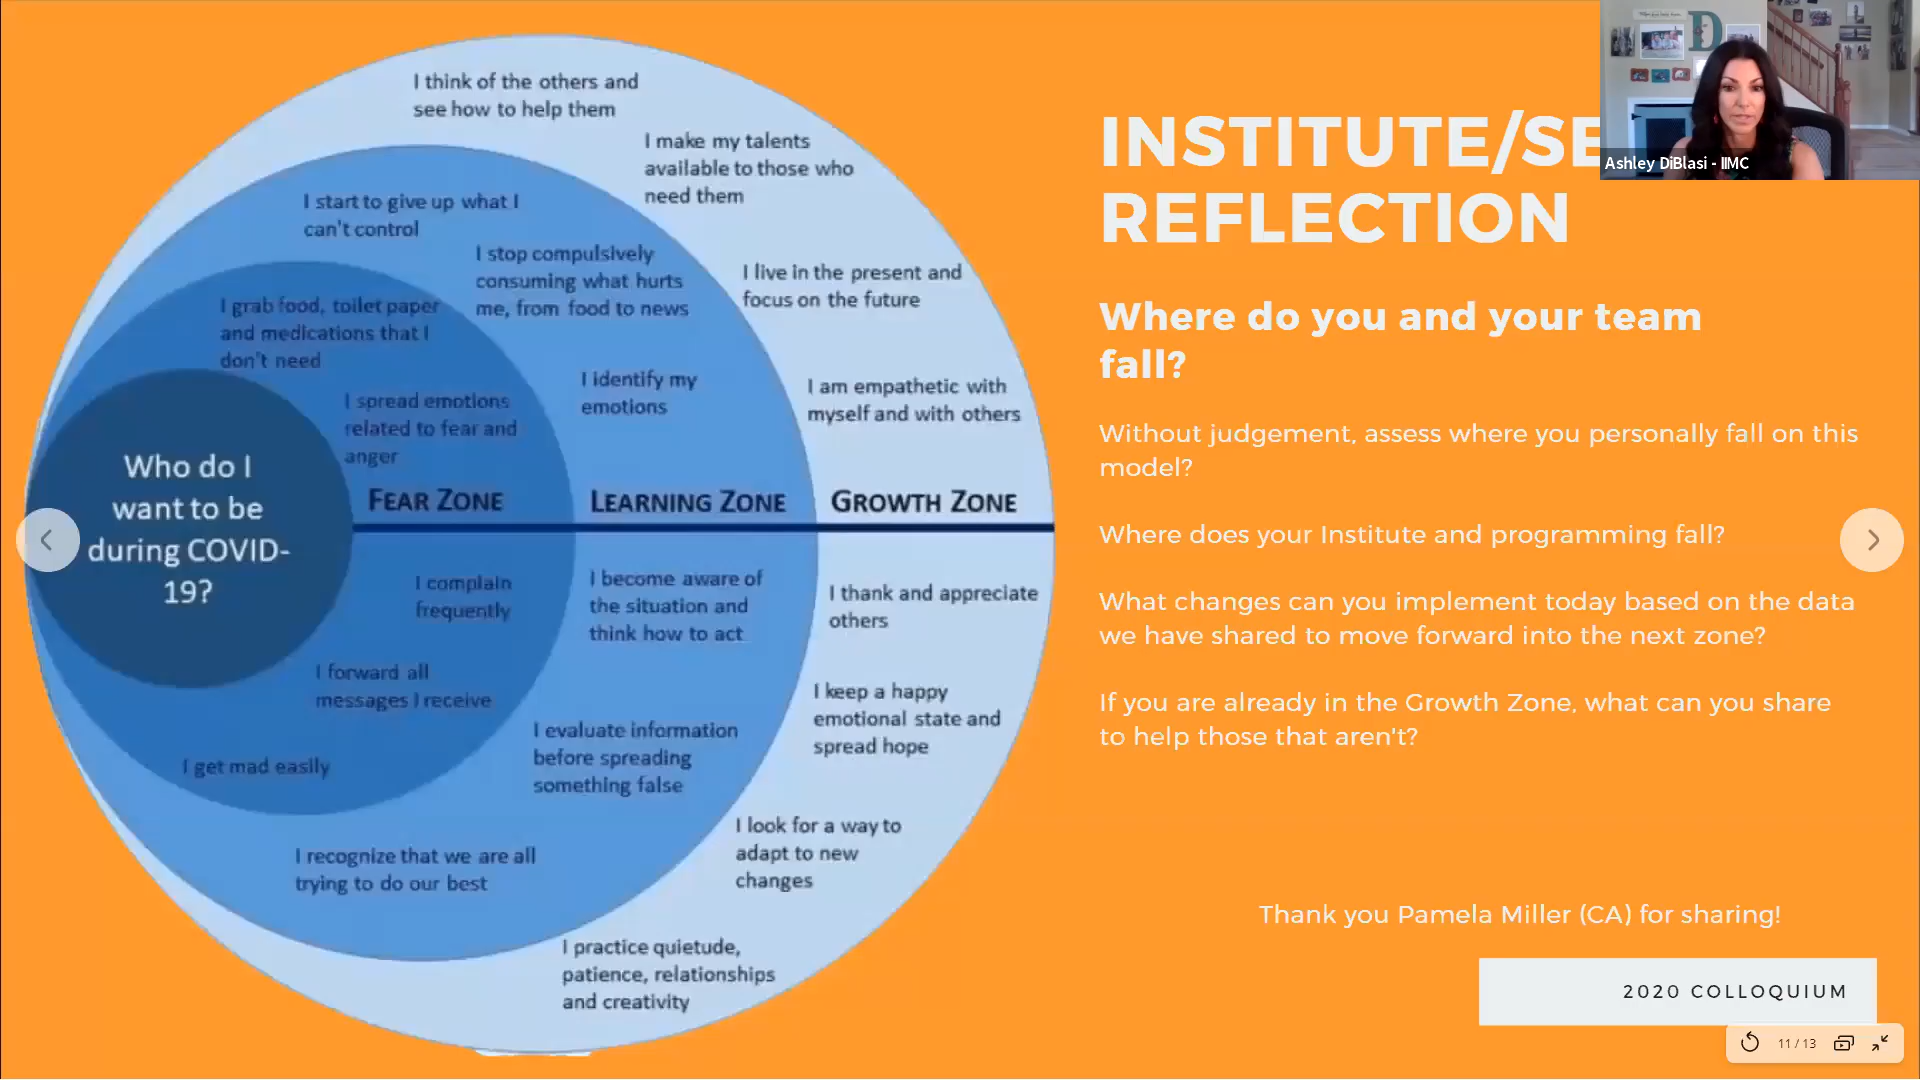 I think of the others and
see how to help them
I make my talents
available to those who
need them
I start to give up what I
can't control
I stop compulsively
consuming what hurts
me, from food to news
I live in the present and
focus on the future
I grab food, toilet paper
and medications that I
don't need
I identify my
emotions
I am empathetic with
myself and with others
I spread emotions
related to fear and
anger
Who do I
want to be
during COVID-
19?
FEAR ZONE
LEARNING ZONE
GROWTH ZONE
I complain
frequently
I become aware of
the situation and
think how to act
I thank and appreciate
others
I forward all
messages I receive
I keep a happy
emotional state and
spread hope
I evaluate information
before spreading
something false
I get mad easily
I look for a way to
adapt to new
changes
I recognize that we are all
trying to do our best
I practice quietude,
patience, relationships
and creativity
INSTITUTE/SE
REFLECTION
D
Ashley DiBlasi - IIMC
Where do you and your team
fall?
Without judgement, assess where you personally fall on this
model?
Where does your Institute and programming fall?
What changes can you implement today based on the data
we have shared to move forward into the next zone?
If you are already in the Growth Zone, what can you share
to help those that aren't?
Thank you Pamela Miller (CA) for sharing!
2020 COLLOQUIUM
11 / 13